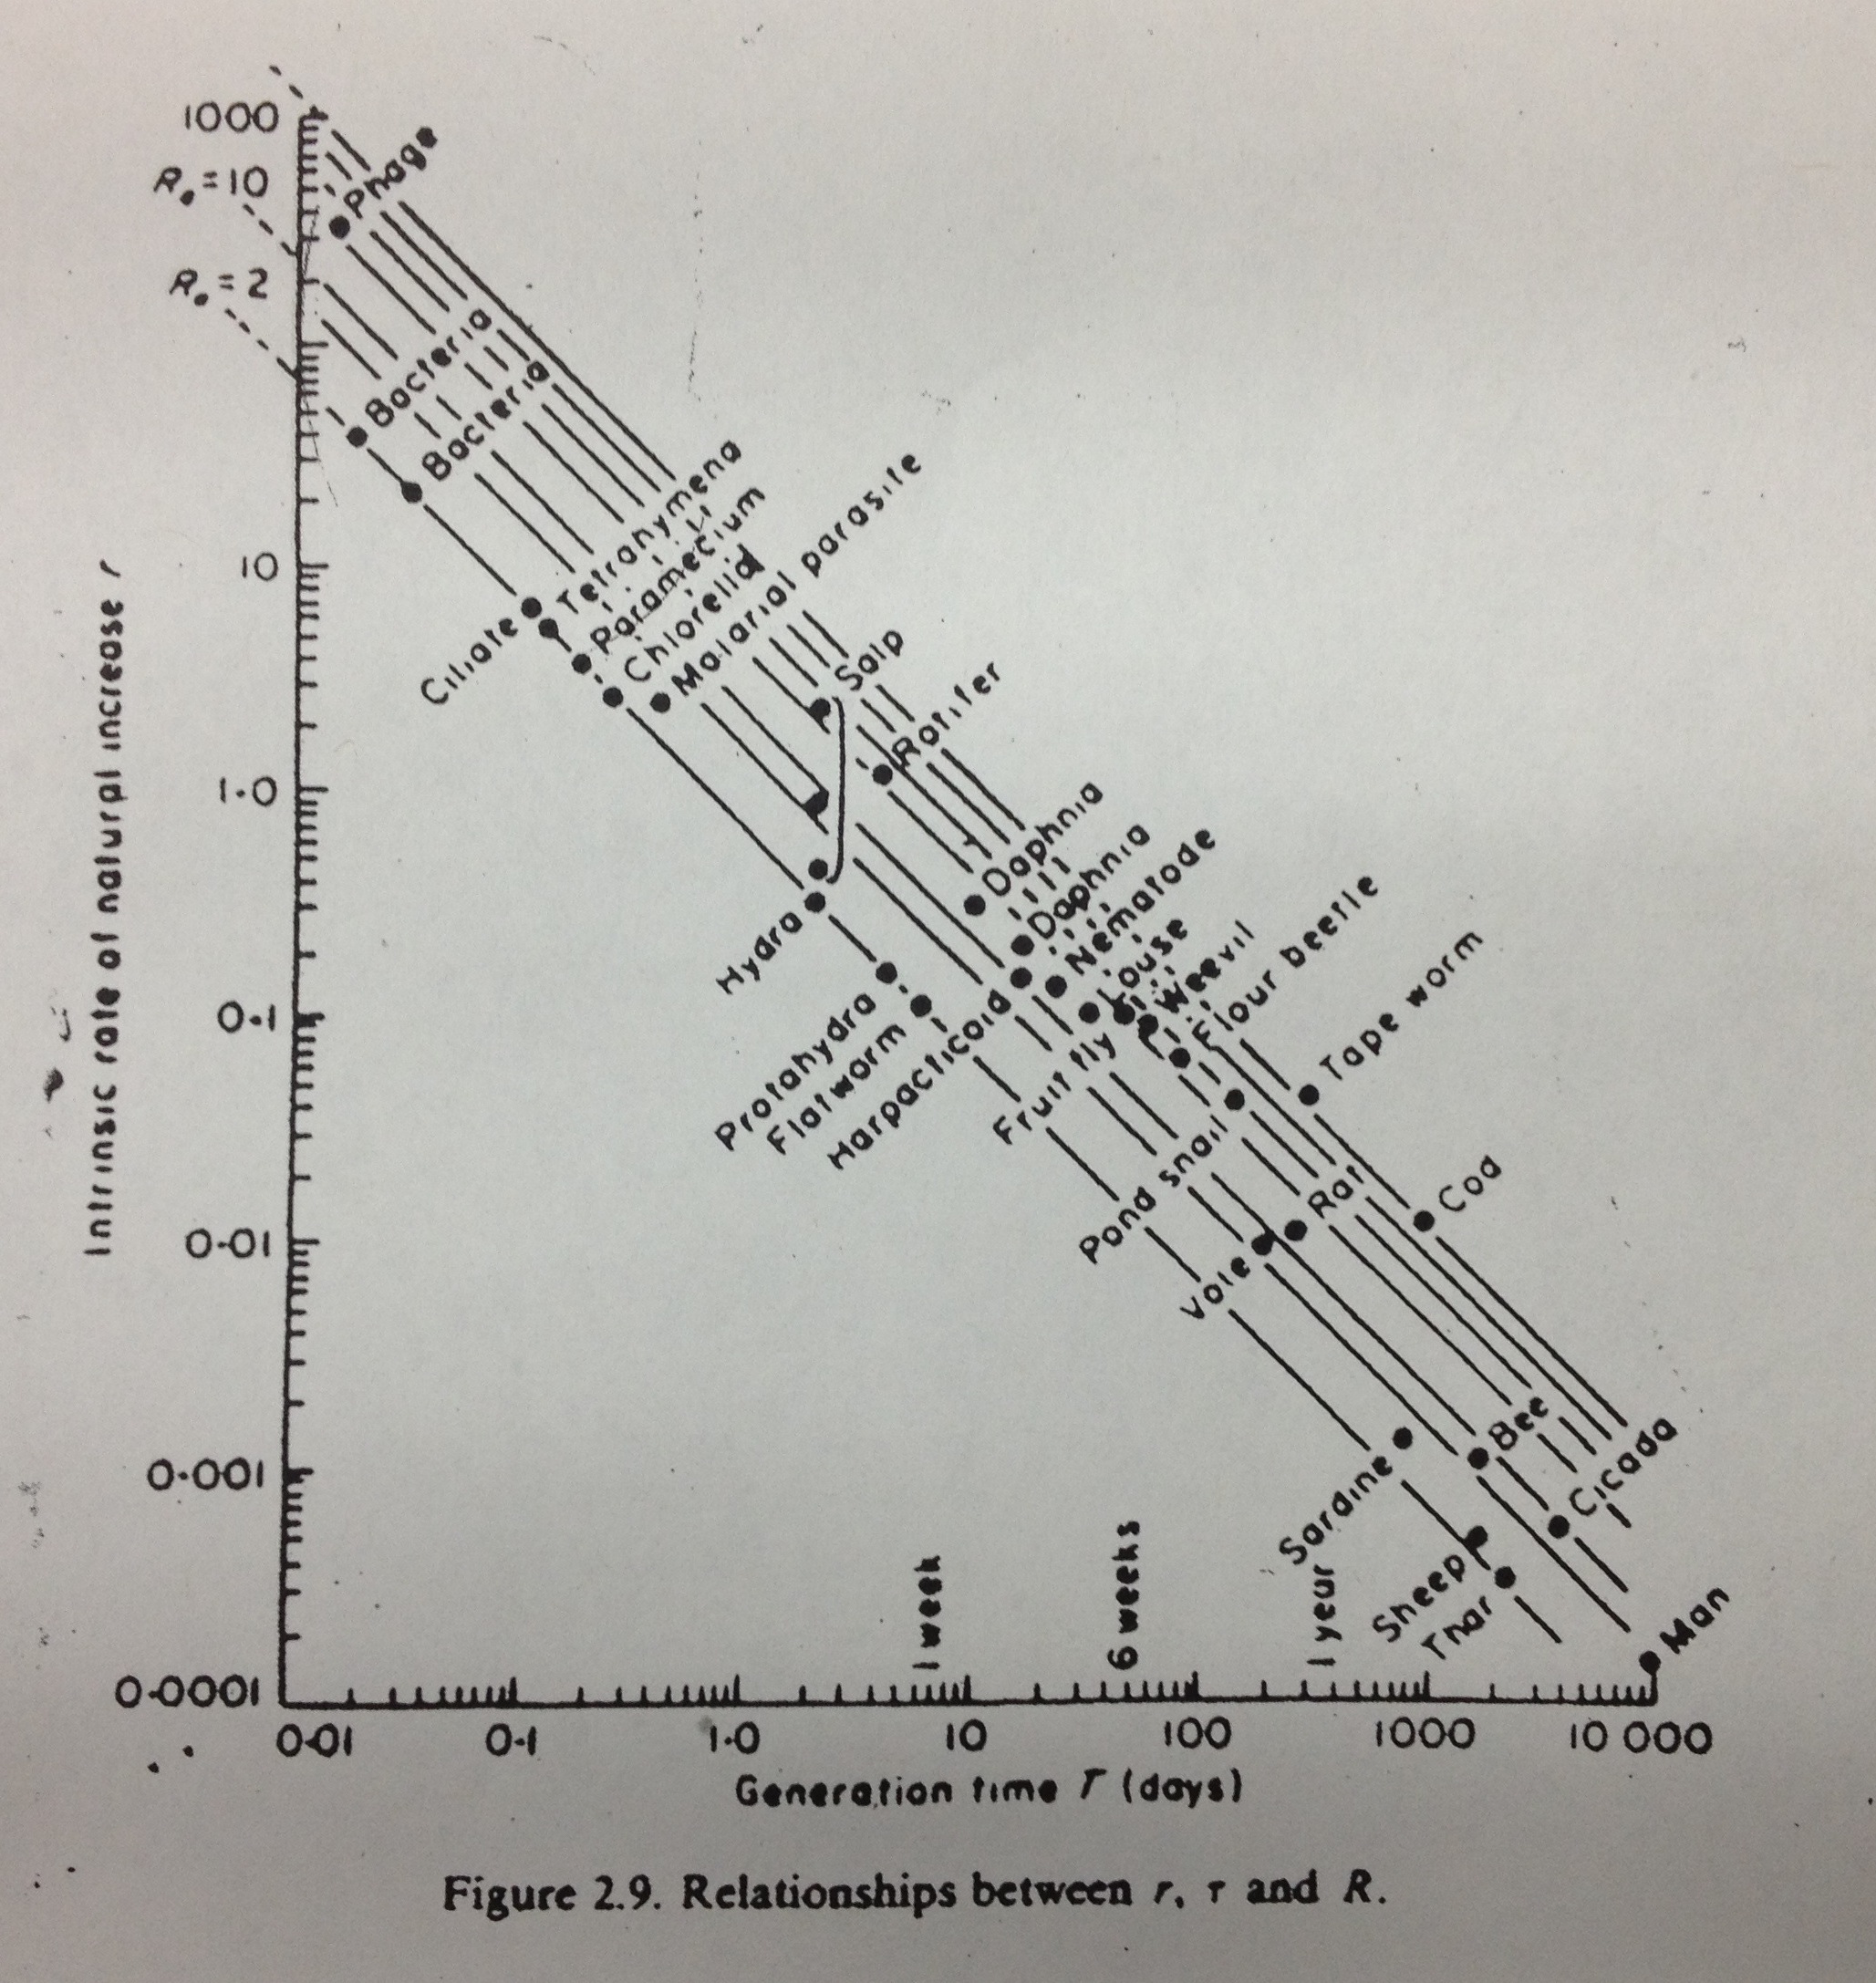 1000
Rₒ=10
Rₒ=2
10
1·0
0·1
0·01
0·001
0·0001
Intrinsic rate of natural increase r
Phage
Bacteria
Bacteria
Tetrahymena
Paramecium
Chlorella
Malarial parasite
Ciliate
Salp
Rotifer
Hydra
Daphnia
Daphnia
Nematode
Louse
Weevil
Flour beetle
Tape worm
Protahydra
Flatworm
Harpacticoid
Fruit fly
Pond snail
Rat
Cod
Vole
Bee
Cicada
Sardine
Sheep
Thar
Man
1 week
6 weeks
1 year
0·01 0·1 1·0 10 100 1000 10 000
Generation time T (days)
Figure 2.9. Relationships between r, τ and R.